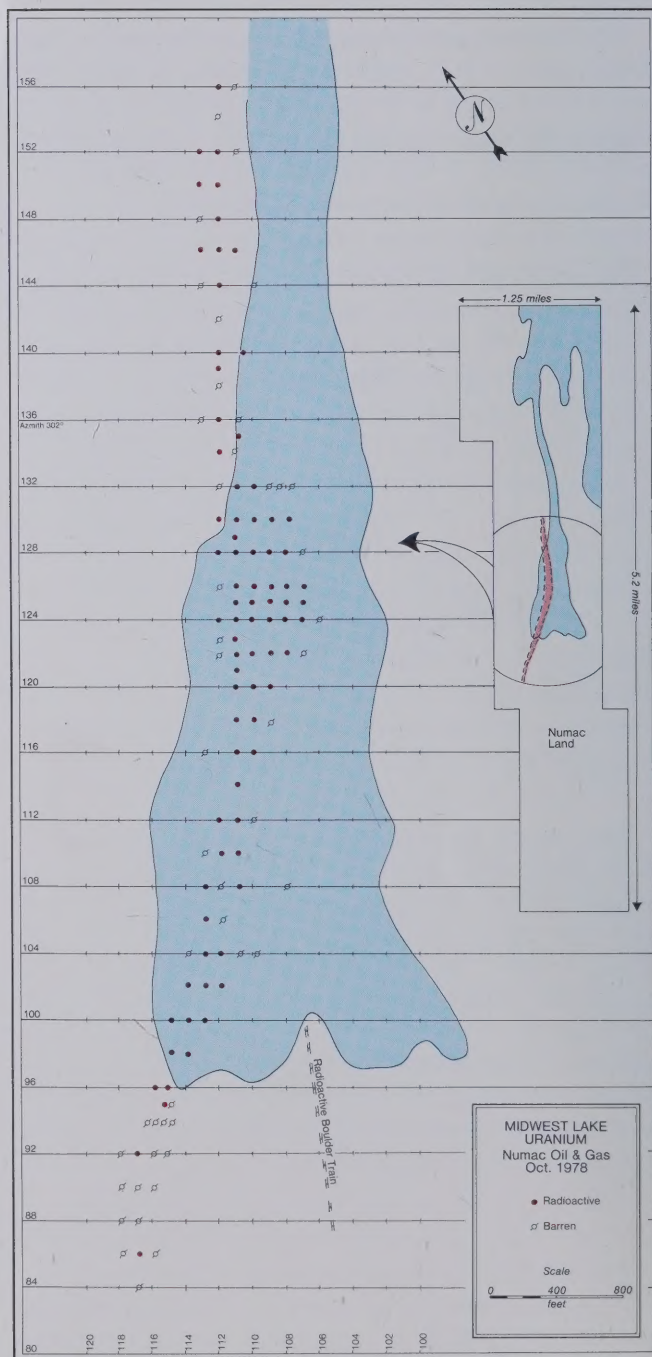 156
152
148
144
140
136
Azmith 302°
132
128
124
120
116
112
108
104
100
96
92
88
84
80
120
118
116
114
112
110
108
106
104
102
100
N
1.25 miles
5.2 miles
Numac
Land
Radioactive Boulder Train
MIDWEST LAKE
URANIUM
Numac Oil & Gas
Oct. 1978
Radioactive
Barren
Scale
0 400 800
feet